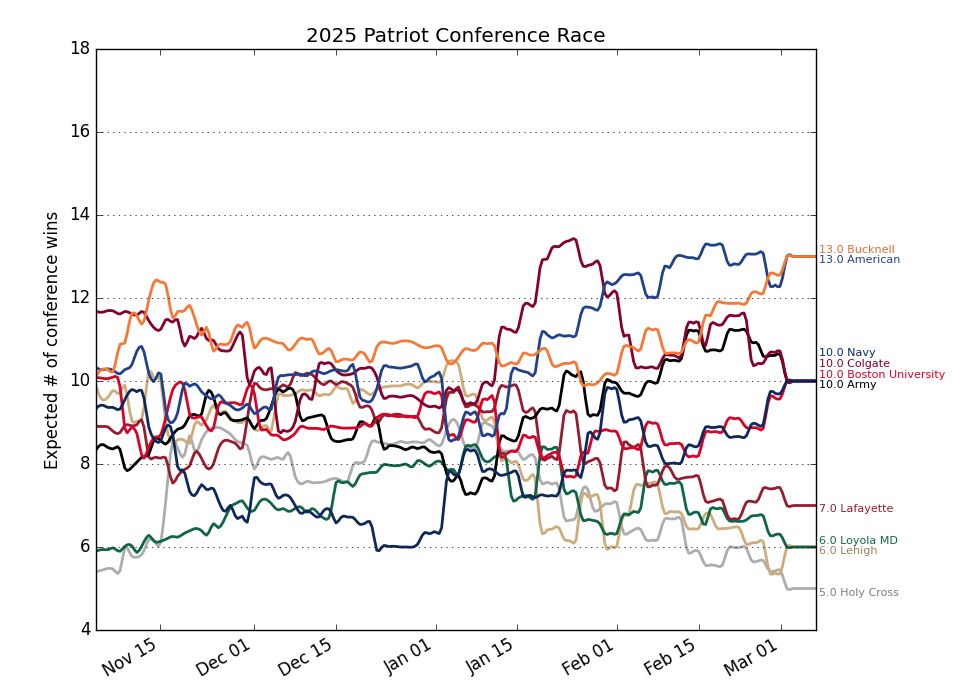 2025 Patriot Conference Race
Expected # of conference wins
18
16
14
12
10
8
6
4
Nov 15
Dec 01
Dec 15
Jan 01
Jan 15
Feb 01
Feb 15
Mar 01
13.0 Bucknell
13.0 American
10.0 Navy
10.0 Colgate
10.0 Boston University
10.0 Army
7.0 Lafayette
6.0 Loyola MD
6.0 Lehigh
5.0 Holy Cross